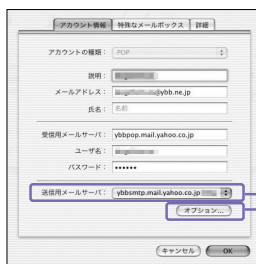 アカウント情報 特殊なメールボックス 詳細
アカウントの種類： POP
説明：
メールアドレス： @ybb.ne.jp
氏名： 名前
受信用メールサーバ： ybbpop.mail.yahoo.co.jp
ユーザ名：
パスワード： ••••••
送信用メールサーバ： ybbsmtp.mail.yahoo.co.jp
オプション...
キャンセル OK